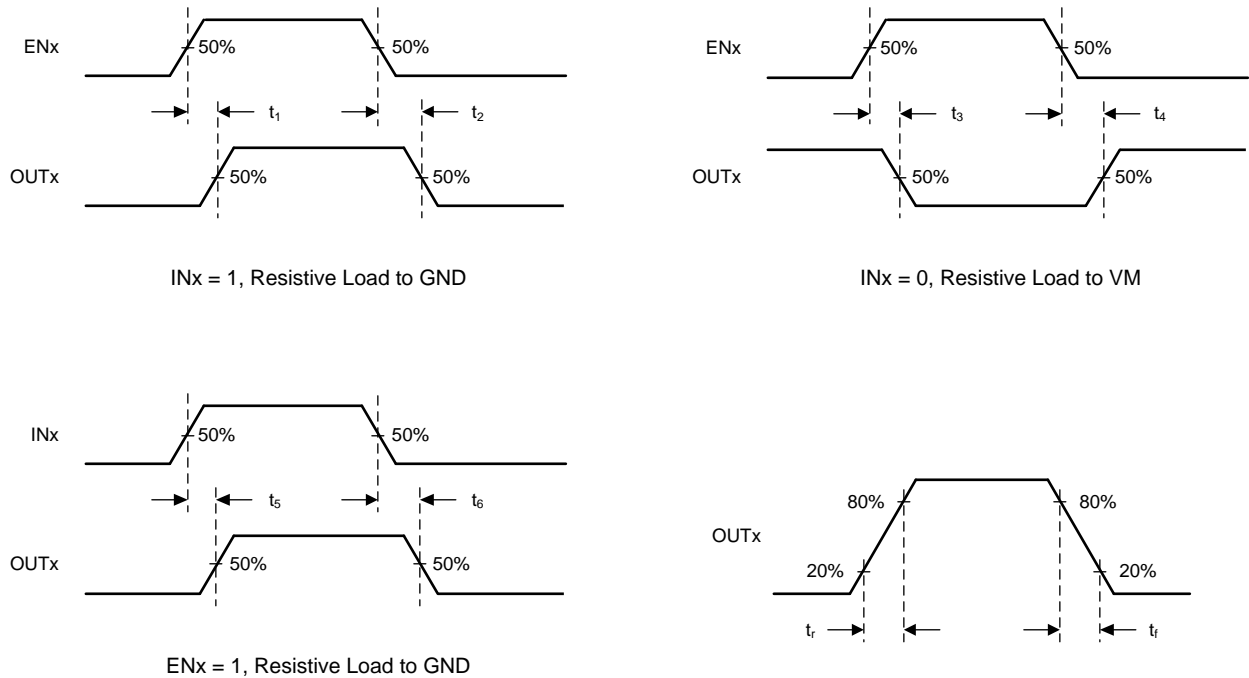 ENx
50%
50%
t1
t2
OUTx
50%
50%
INx = 1, Resistive Load to GND
ENx
50%
50%
t3
t4
OUTx
50%
50%
INx = 0, Resistive Load to VM
INx
50%
50%
t5
t6
OUTx
50%
50%
ENx = 1, Resistive Load to GND
80%
80%
OUTx
20%
20%
tr
tf